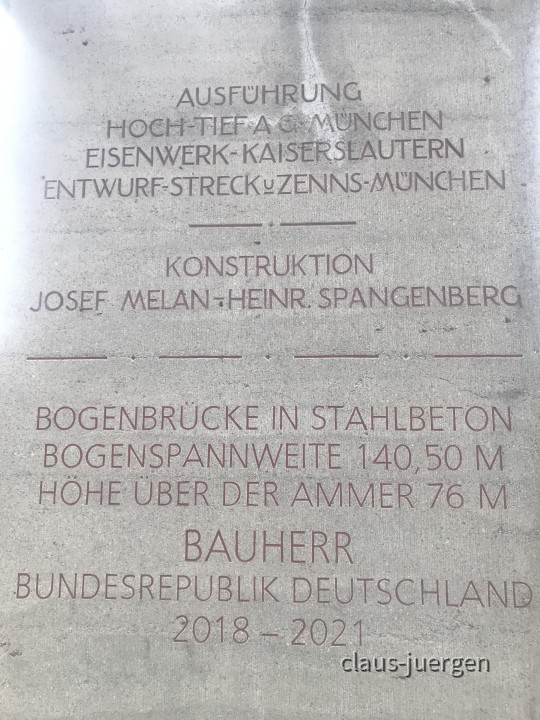 AUSFÜHRUNG
HOCH-TIEF A G. MÜNCHEN
EISENWERK-KAISERSLAUTERN
ENTWURF-STRECK u ZENNS-MÜNCHEN
KONSTRUKTION
JOSEF MELAN-HEINR. SPANGENBERG
BOGENBRÜCKE IN STAHLBETON
BOGENSPANNWEITE 140,50 M
HÖHE ÜBER DER AMMER 76 M
BAUHERR
BUNDESREPUBLIK DEUTSCHLAND
2018 – 2021
claus-juergen